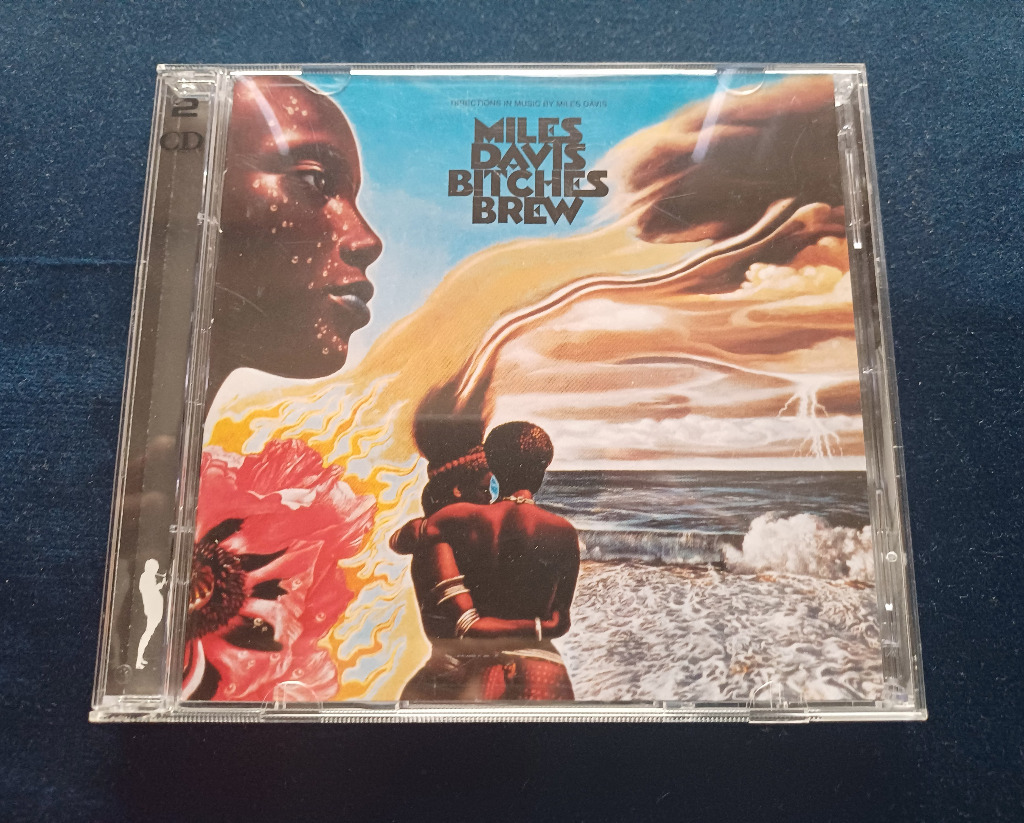 2
CD
DIRECTIONS IN MUSIC BY MILES DAVIS
MILES
DAVIS
BITCHES
BREW